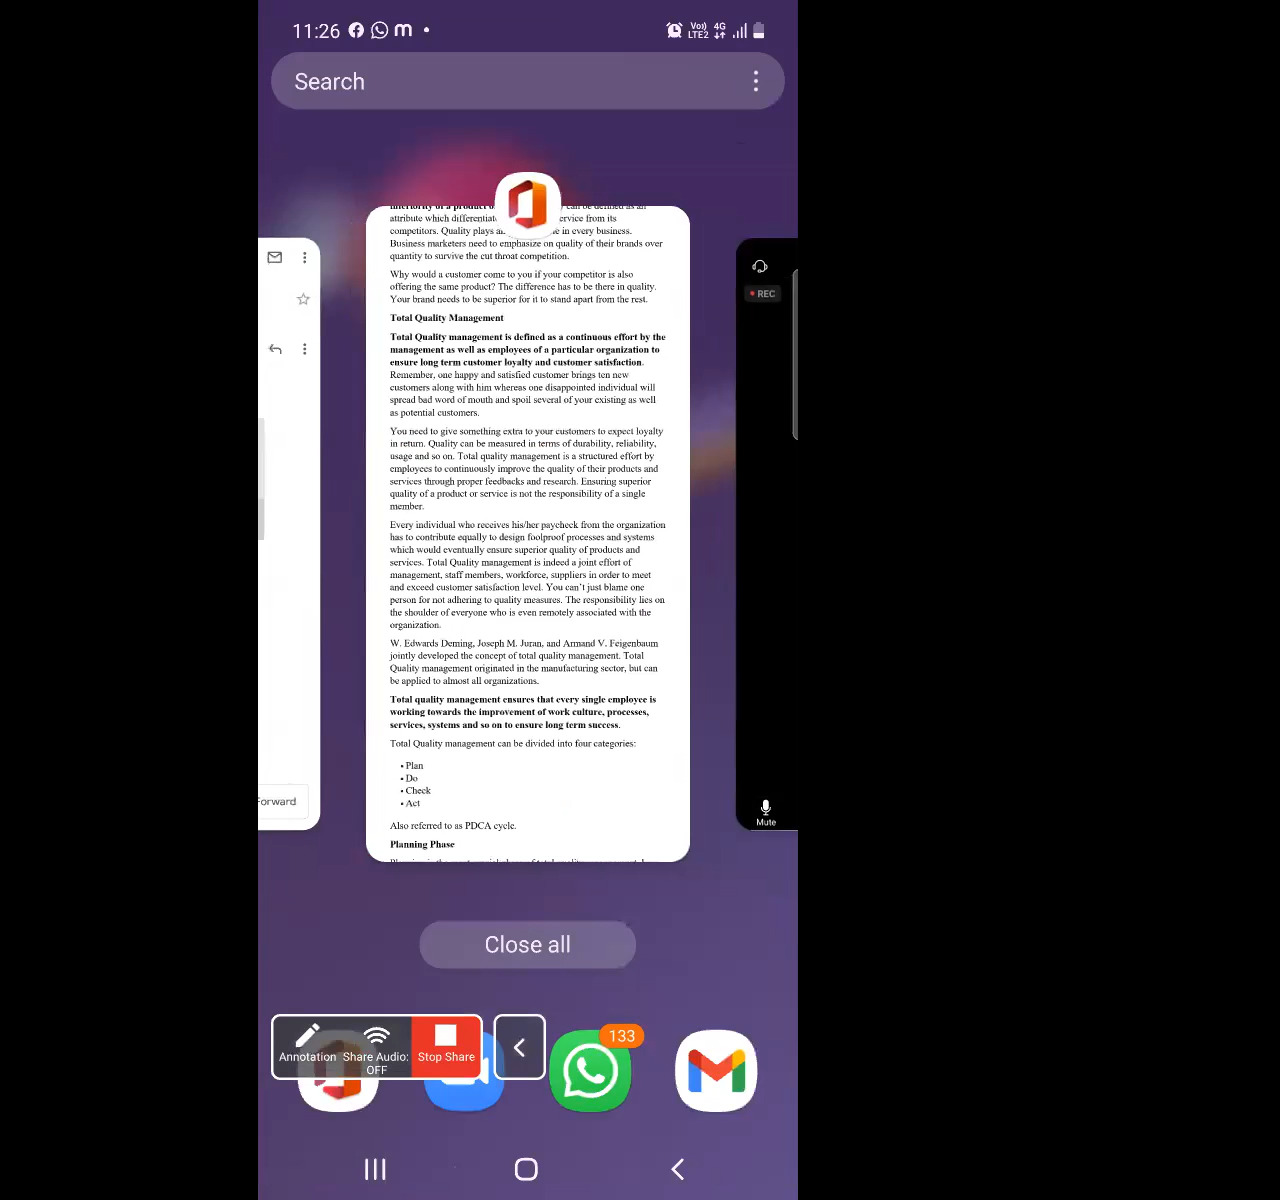 11:26
Vo))
LTE2
4G
Search
inferiority of a product o can be defined as an
attribute which differentiat ervice from its
competitors. Quality plays a e in every business.
Business marketers need to emphasize on quality of their brands over
quantity to survive the cut throat competition.
Why would a customer come to you if your competitor is also
offering the same product? The difference has to be there in quality.
Your brand needs to be superior for it to stand apart from the rest.
Total Quality Management
Total Quality management is defined as a continuous effort by the
management as well as employees of a particular organization to
ensure long term customer loyalty and customer satisfaction.
Remember, one happy and satisfied customer brings ten new
customers along with him whereas one disappointed individual will
spread bad word of mouth and spoil several of your existing as well
as potential customers.
You need to give something extra to your customers to expect loyalty
in return. Quality can be measured in terms of durability, reliability,
usage and so on. Total quality management is a structured effort by
employees to continuously improve the quality of their products and
services through proper feedbacks and research. Ensuring superior
quality of a product or service is not the responsibility of a single
member.
Every individual who receives his/her paycheck from the organization
has to contribute equally to design foolproof processes and systems
which would eventually ensure superior quality of products and
services. Total Quality management is indeed a joint effort of
management, staff members, workforce, suppliers in order to meet
and exceed customer satisfaction level. You can't just blame one
person for not adhering to quality measures. The responsibility lies on
the shoulder of everyone who is even remotely associated with the
organization.
W. Edwards Deming, Joseph M. Juran, and Armand V. Feigenbaum
jointly developed the concept of total quality management. Total
Quality management originated in the manufacturing sector, but can
be applied to almost all organizations.
Total quality management ensures that every single employee is
working towards the improvement of work culture, processes,
services, systems and so on to ensure long term success.
Total Quality management can be divided into four categories:
• Plan
• Do
• Check
• Act
Also referred to as PDCA cycle.
Planning Phase
REC
Mute
Forward
Close all
Annotation
Share Audio:
OFF
Stop Share
133